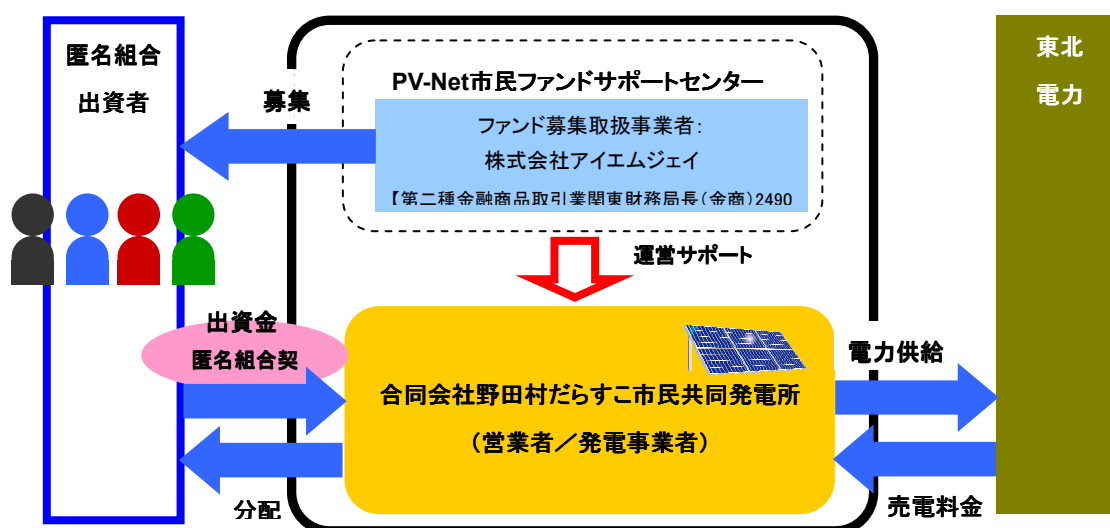 匿名組合
出資者
募集
PV-Net市民ファンドサポートセンター
ファンド募集取扱事業者：
株式会社アイエムジェイ
【第二種金融商品取引業関東財務局長（金商）2490
運営サポート
東北
電力
出資金
匿名組合契
合同会社野田村だらすこ市民共同発電所
（営業者／発電事業者）
電力供給
分配
売電料金